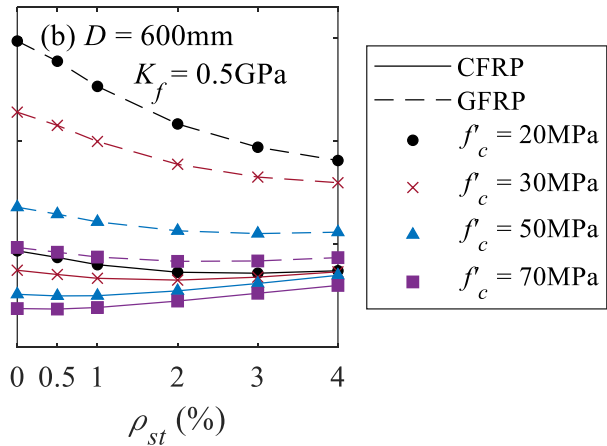 (b) D = 600mm
K_f = 0.5GPa
0 0.5 1 2 3 4
ρ_st (%)
CFRP
GFRP
f'_c = 20MPa
f'_c = 30MPa
f'_c = 50MPa
f'_c = 70MPa